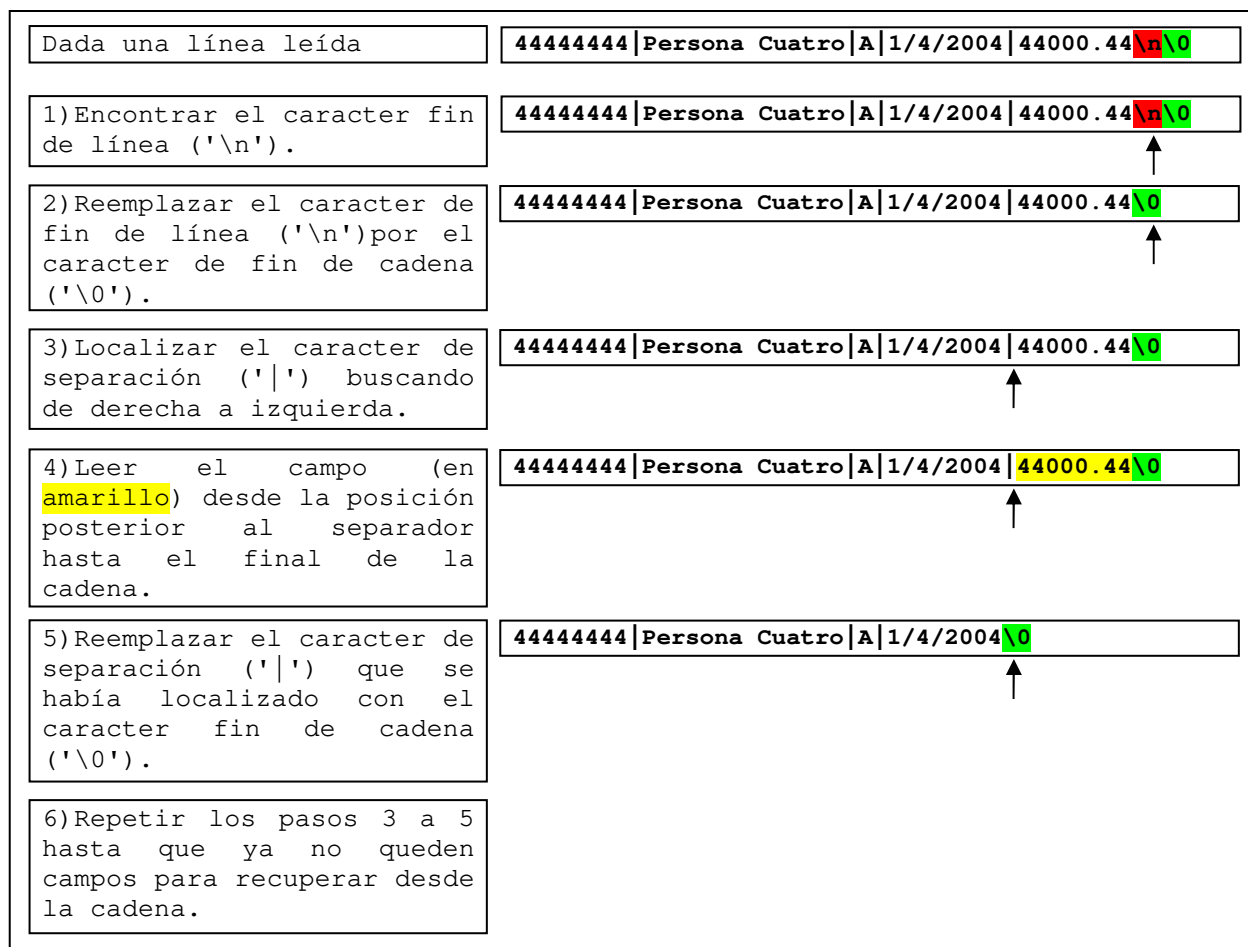 Dada una línea leída
44444444|Persona Cuatro|A|1/4/2004|44000.44\n\0
1)Encontrar el caracter fin
de línea ('\n').
44444444|Persona Cuatro|A|1/4/2004|44000.44\n\0
2)Reemplazar el caracter de
fin de línea ('\n')por el
caracter de fin de cadena
('\0').
44444444|Persona Cuatro|A|1/4/2004|44000.44\0
3)Localizar el caracter de
separación ('|') buscando
de derecha a izquierda.
44444444|Persona Cuatro|A|1/4/2004|44000.44\0
4)Leer el campo (en
amarillo) desde la posición
posterior al separador
hasta el final de la
cadena.
44444444|Persona Cuatro|A|1/4/2004|44000.44\0
5)Reemplazar el caracter de
separación ('|') que se
había localizado con el
caracter fin de cadena
('\0').
44444444|Persona Cuatro|A|1/4/2004\0
6)Repetir los pasos 3 a 5
hasta que ya no queden
campos para recuperar desde
la cadena.